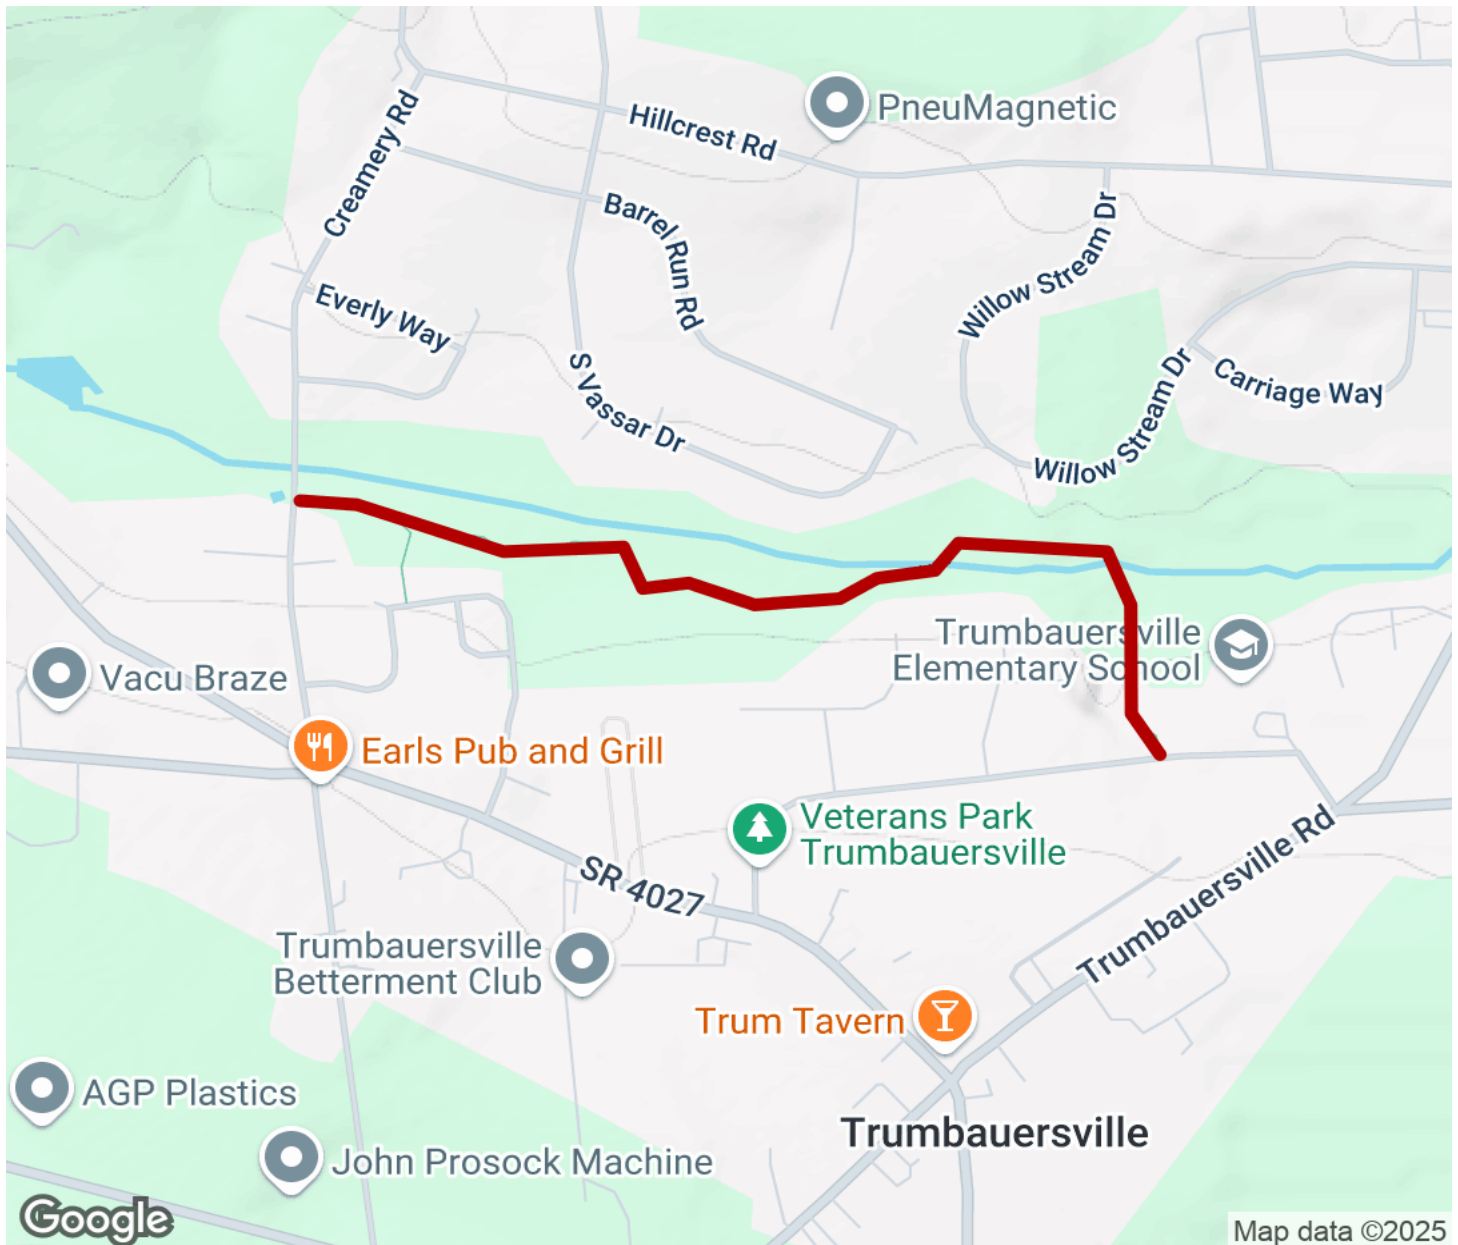 PneuMagnetic
Hillcrest Rd
Creamery Rd
Barrel Run Rd
Willow Stream Dr
Everly Way
S Vassar Dr
Carriage Way
Willow Stream Dr
Trumbauersville
Elementary School
Vacu Braze
Earls Pub and Grill
Veterans Park
Trumbauersville
SR 4027
Trumbauersville Rd
Trumbauersville
Betterment Club
Trum Tavern
AGP Plastics
Trumbauersville
John Prosock Machine
Google
Map data ©2025